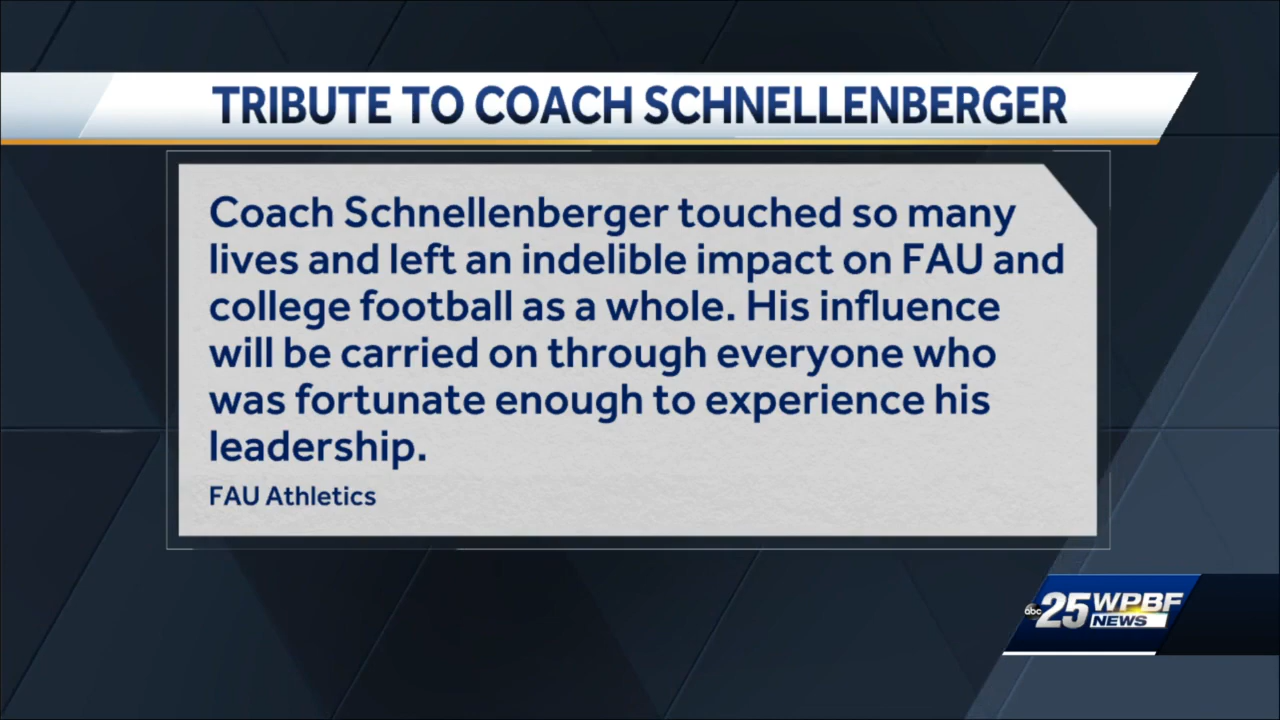 TRIBUTE TO COACH SCHNELLENBERGER
Coach Schnellenberger touched so many
lives and left an indelible impact on FAU and
college football as a whole. His influence
will be carried on through everyone who
was fortunate enough to experience his
leadership.
FAU Athletics
abc 25 WPBF
NEWS